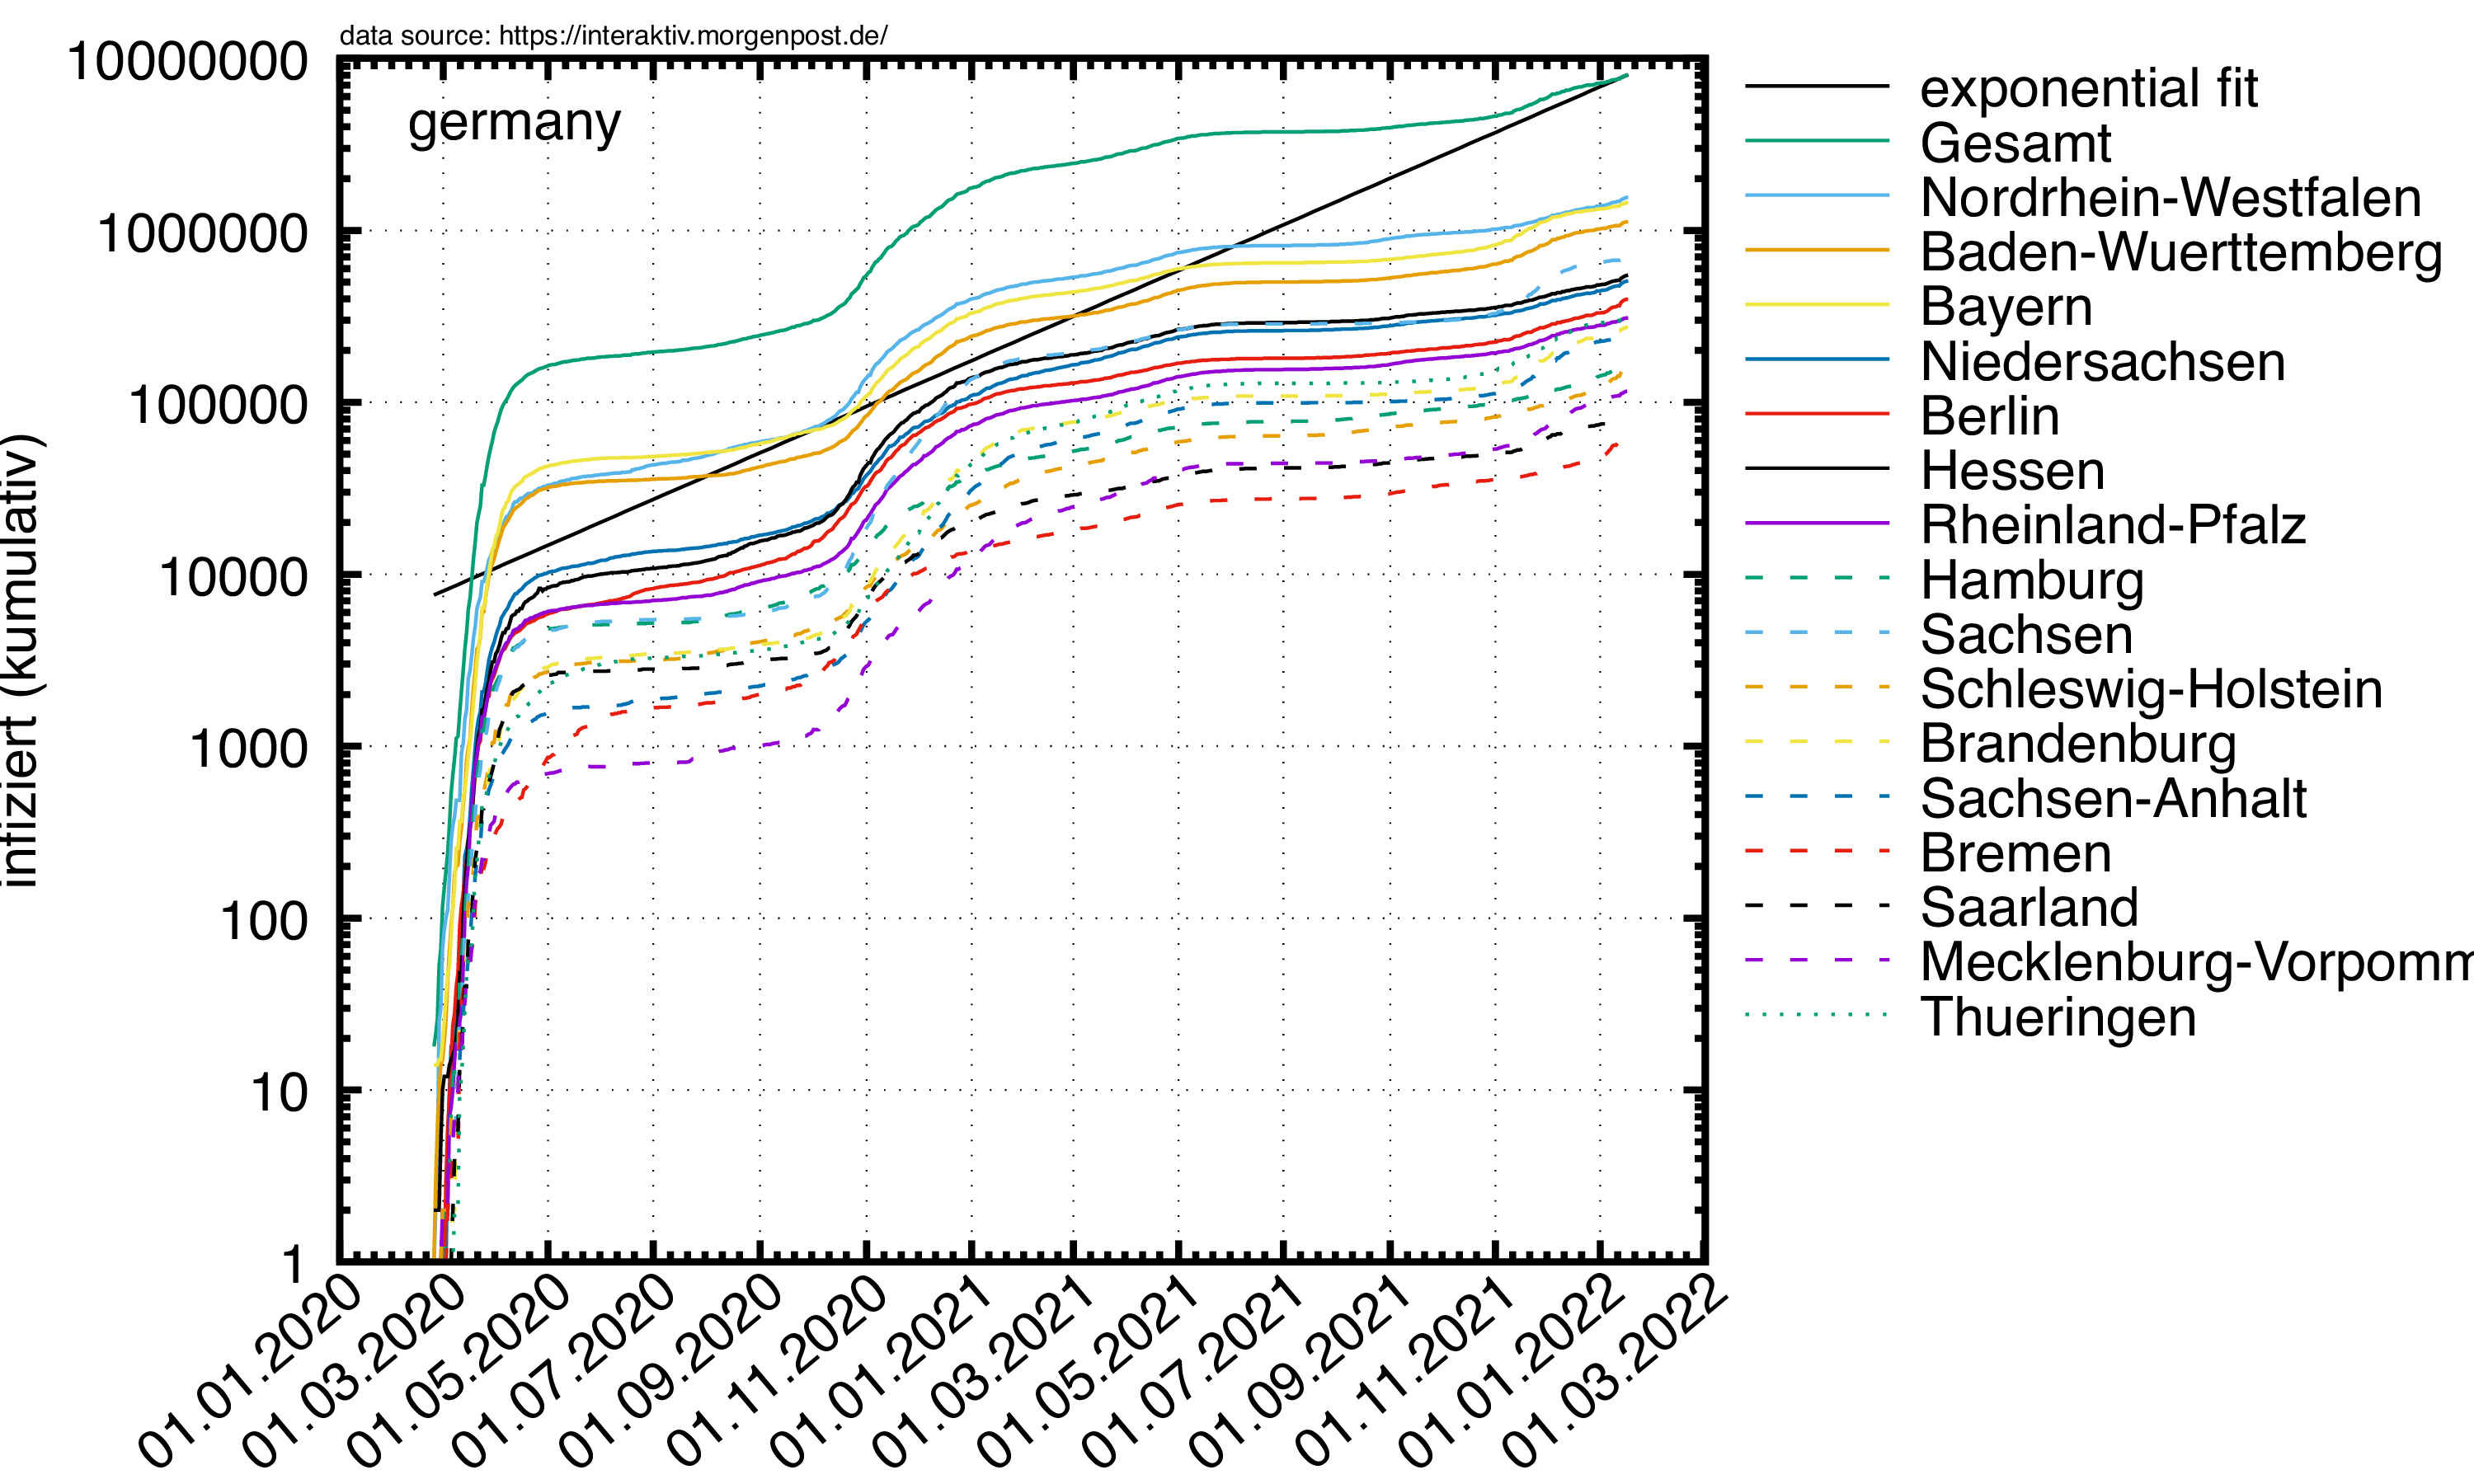 data source: https://interaktiv.morgenpost.de/
germany
infiziert (kumulativ)
10000000
1000000
100000
10000
1000
100
10
1
01.01.2020
01.03.2020
01.05.2020
01.07.2020
01.09.2020
01.11.2020
01.01.2021
01.03.2021
01.05.2021
01.07.2021
01.09.2021
01.11.2021
01.01.2022
01.03.2022
exponential fit
Gesamt
Nordrhein-Westfalen
Baden-Wuerttemberg
Bayern
Niedersachsen
Berlin
Hessen
Rheinland-Pfalz
Hamburg
Sachsen
Schleswig-Holstein
Brandenburg
Sachsen-Anhalt
Bremen
Saarland
Mecklenburg-Vorpomm
Thueringen